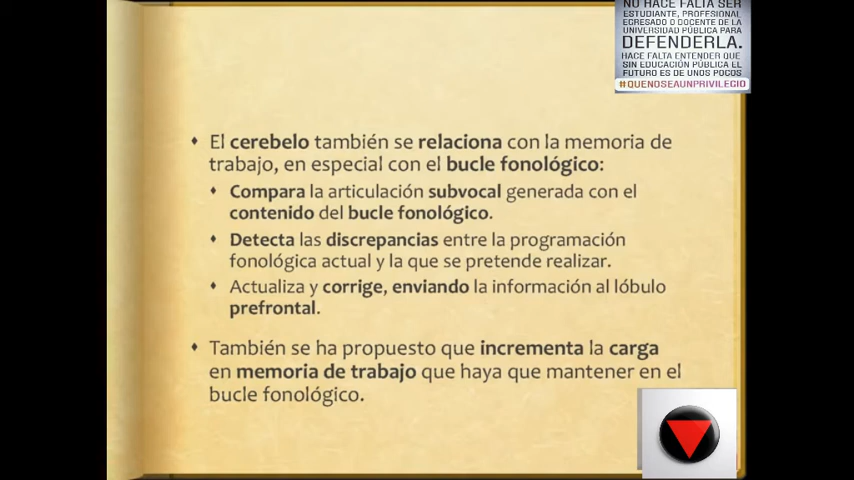 NO HACE FALTA SER
ESTUDIANTE, PROFESIONAL
EGRESADO O DOCENTE DE LA
UNIVERSIDAD PÚBLICA PARA
DEFENDERLA.
HACE FALTA ENTENDER QUE
SIN EDUCACIÓN PÚBLICA EL
FUTURO ES DE UNOS POCOS
#QUENOSEAUNPRIVILEGIO
El cerebelo también se relaciona con la memoria de
trabajo, en especial con el bucle fonológico:
Compara la articulación subvocal generada con el
contenido del bucle fonológico.
Detecta las discrepancias entre la programación
fonológica actual y la que se pretende realizar.
Actualiza y corrige, enviando la información al lóbulo
prefrontal.
También se ha propuesto que incrementa la carga
en memoria de trabajo que haya que mantener en el
bucle fonológico.